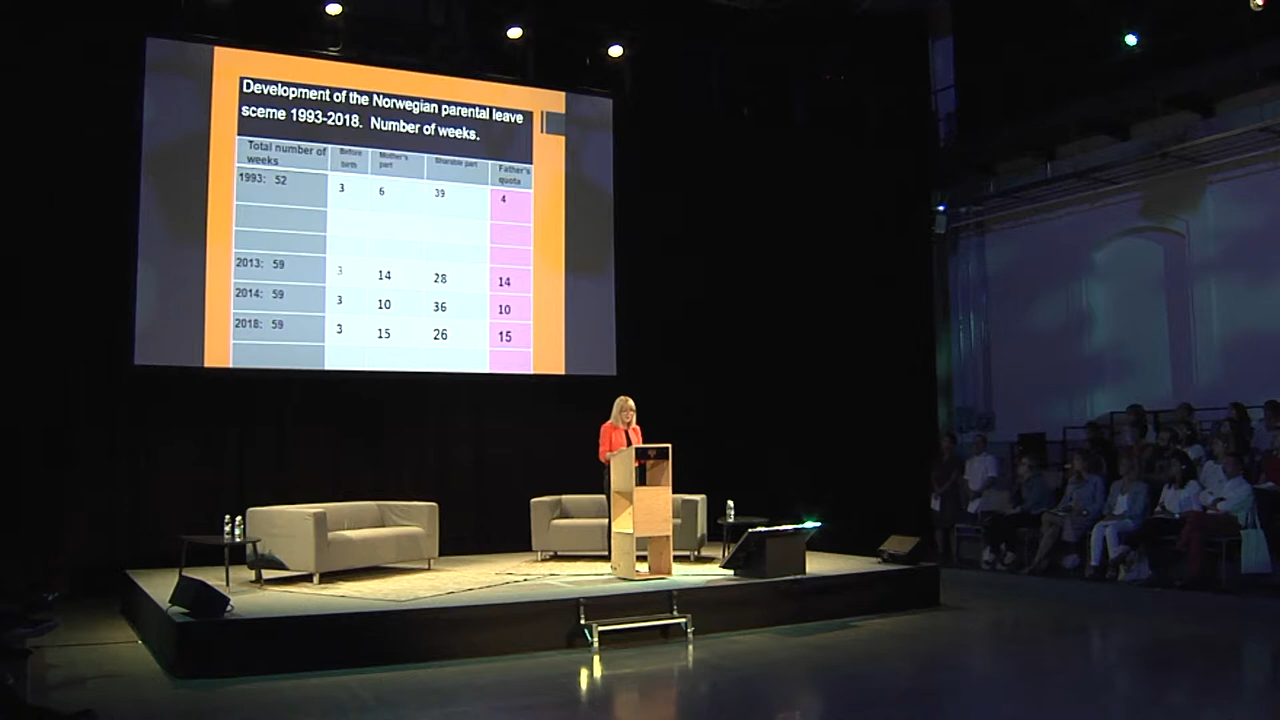 Development of the Norwegian parental leave
sceme 1993-2018. Number of weeks.
Total number of weeks Before birth Mother's part Sharable part Father's quota
1993: 52 3 6 39 4
2013: 59 3 14 28 14
2014: 59 3 10 36 10
2018: 59 3 15 26 15